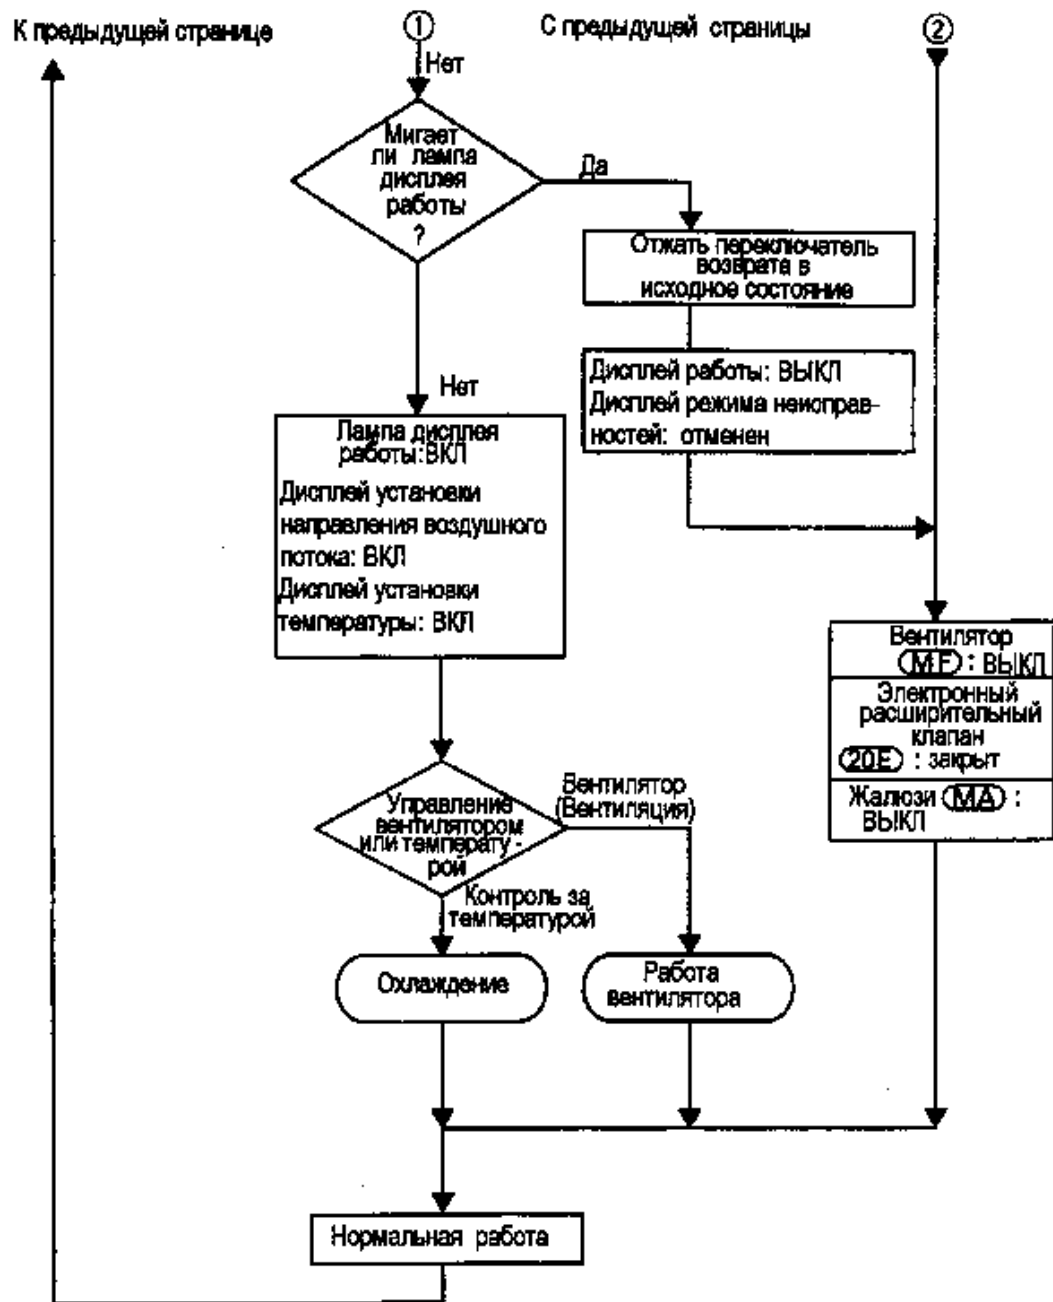 К предыдущей странице
①
С предыдущей страницы
②
Нет
Мигает
ли лампа
дисплея
работы
?
Да
Отжать переключатель
возврата в
исходное состояние
Дисплей работы: ВЫКЛ
Дисплей режима неисправ-
ностей: отменен
Нет
Лампа дисплея
работы:ВКЛ
Дисплей установки
направления воздушного
потока: ВКЛ
Дисплей установки
температуры: ВКЛ
Вентилятор
MF : ВЫКЛ
Электронный
расширительный
клапан
20E : закрыт
Жалюзи MA :
ВЫКЛ
Управление
вентилятором
или температу-
рой
Вентилятор
(Вентиляция)
Контроль за
температурой
Охлаждение
Работа
вентилятора
Нормальная работа